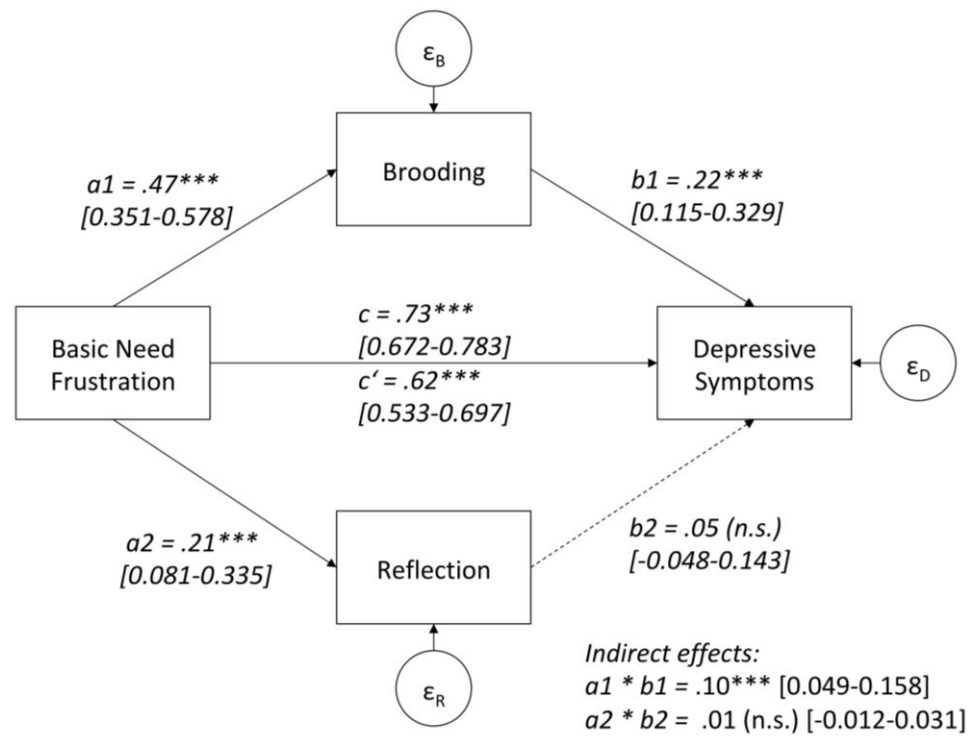 ε_B
Brooding
a1 = .47***
[0.351-0.578]
b1 = .22***
[0.115-0.329]
Basic Need
Frustration
c = .73***
[0.672-0.783]
c‘ = .62***
[0.533-0.697]
Depressive
Symptoms
ε_D
a2 = .21***
[0.081-0.335]
Reflection
b2 = .05 (n.s.)
[-0.048-0.143]
ε_R
Indirect effects:
a1 * b1 = .10*** [0.049-0.158]
a2 * b2 = .01 (n.s.) [-0.012-0.031]